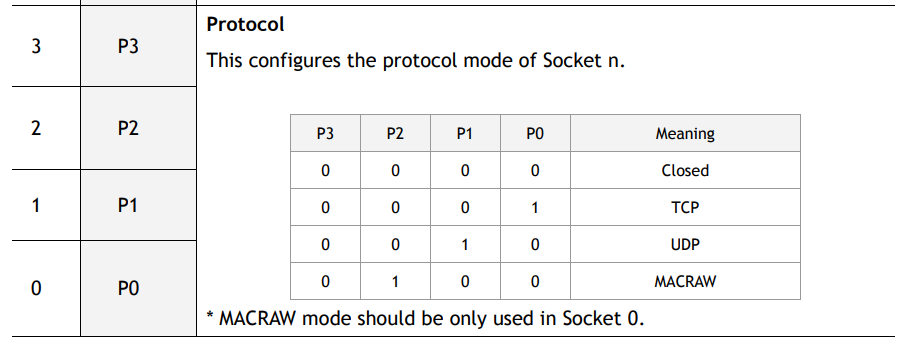 3 P3 Protocol
This configures the protocol mode of Socket n.
2 P2
P3 P2 P1 P0 Meaning
0 0 0 0 Closed
1 P1
0 0 0 1 TCP
0 0 1 0 UDP
0 P0
0 1 0 0 MACRAW
* MACRAW mode should be only used in Socket 0.